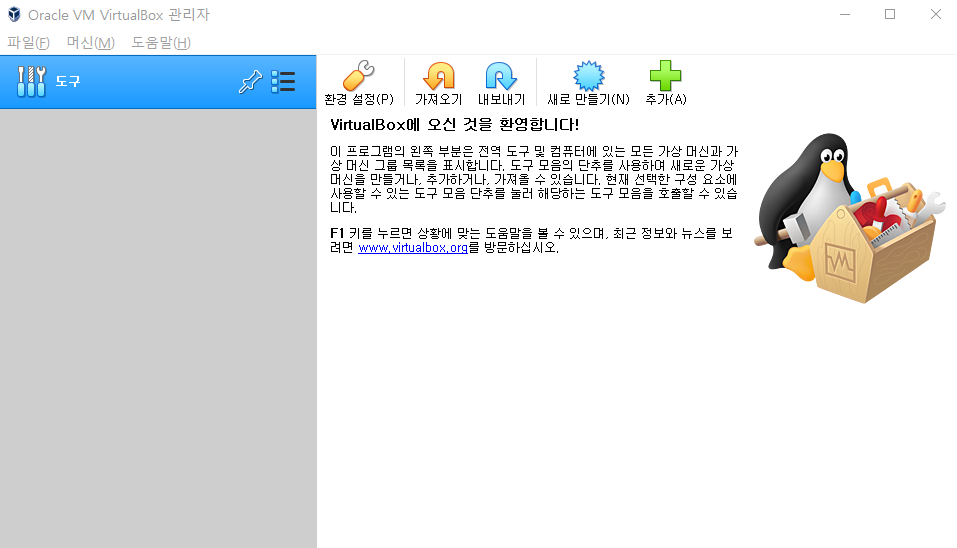 Oracle VM VirtualBox 관리자
파일(F) 머신(M) 도움말(H)
도구
환경 설정(P) 가져오기 내보내기 새로 만들기(N) 추가(A)
VirtualBox에 오신 것을 환영합니다!
이 프로그램의 왼쪽 부분은 전역 도구 및 컴퓨터에 있는 모든 가상 머신과 가
상 머신 그룹 목록을 표시합니다. 도구 모음의 단추를 사용하여 새로운 가상
머신을 만들거나, 추가하거나, 가져올 수 있습니다. 현재 선택한 구성 요소에
사용할 수 있는 도구 모음 단추를 눌러 해당하는 도구 모음을 호출할 수 있습
니다.
F1 키를 누르면 상황에 맞는 도움말을 볼 수 있으며, 최근 정보와 뉴스를 보
려면 www.virtualbox.org를 방문하십시오.